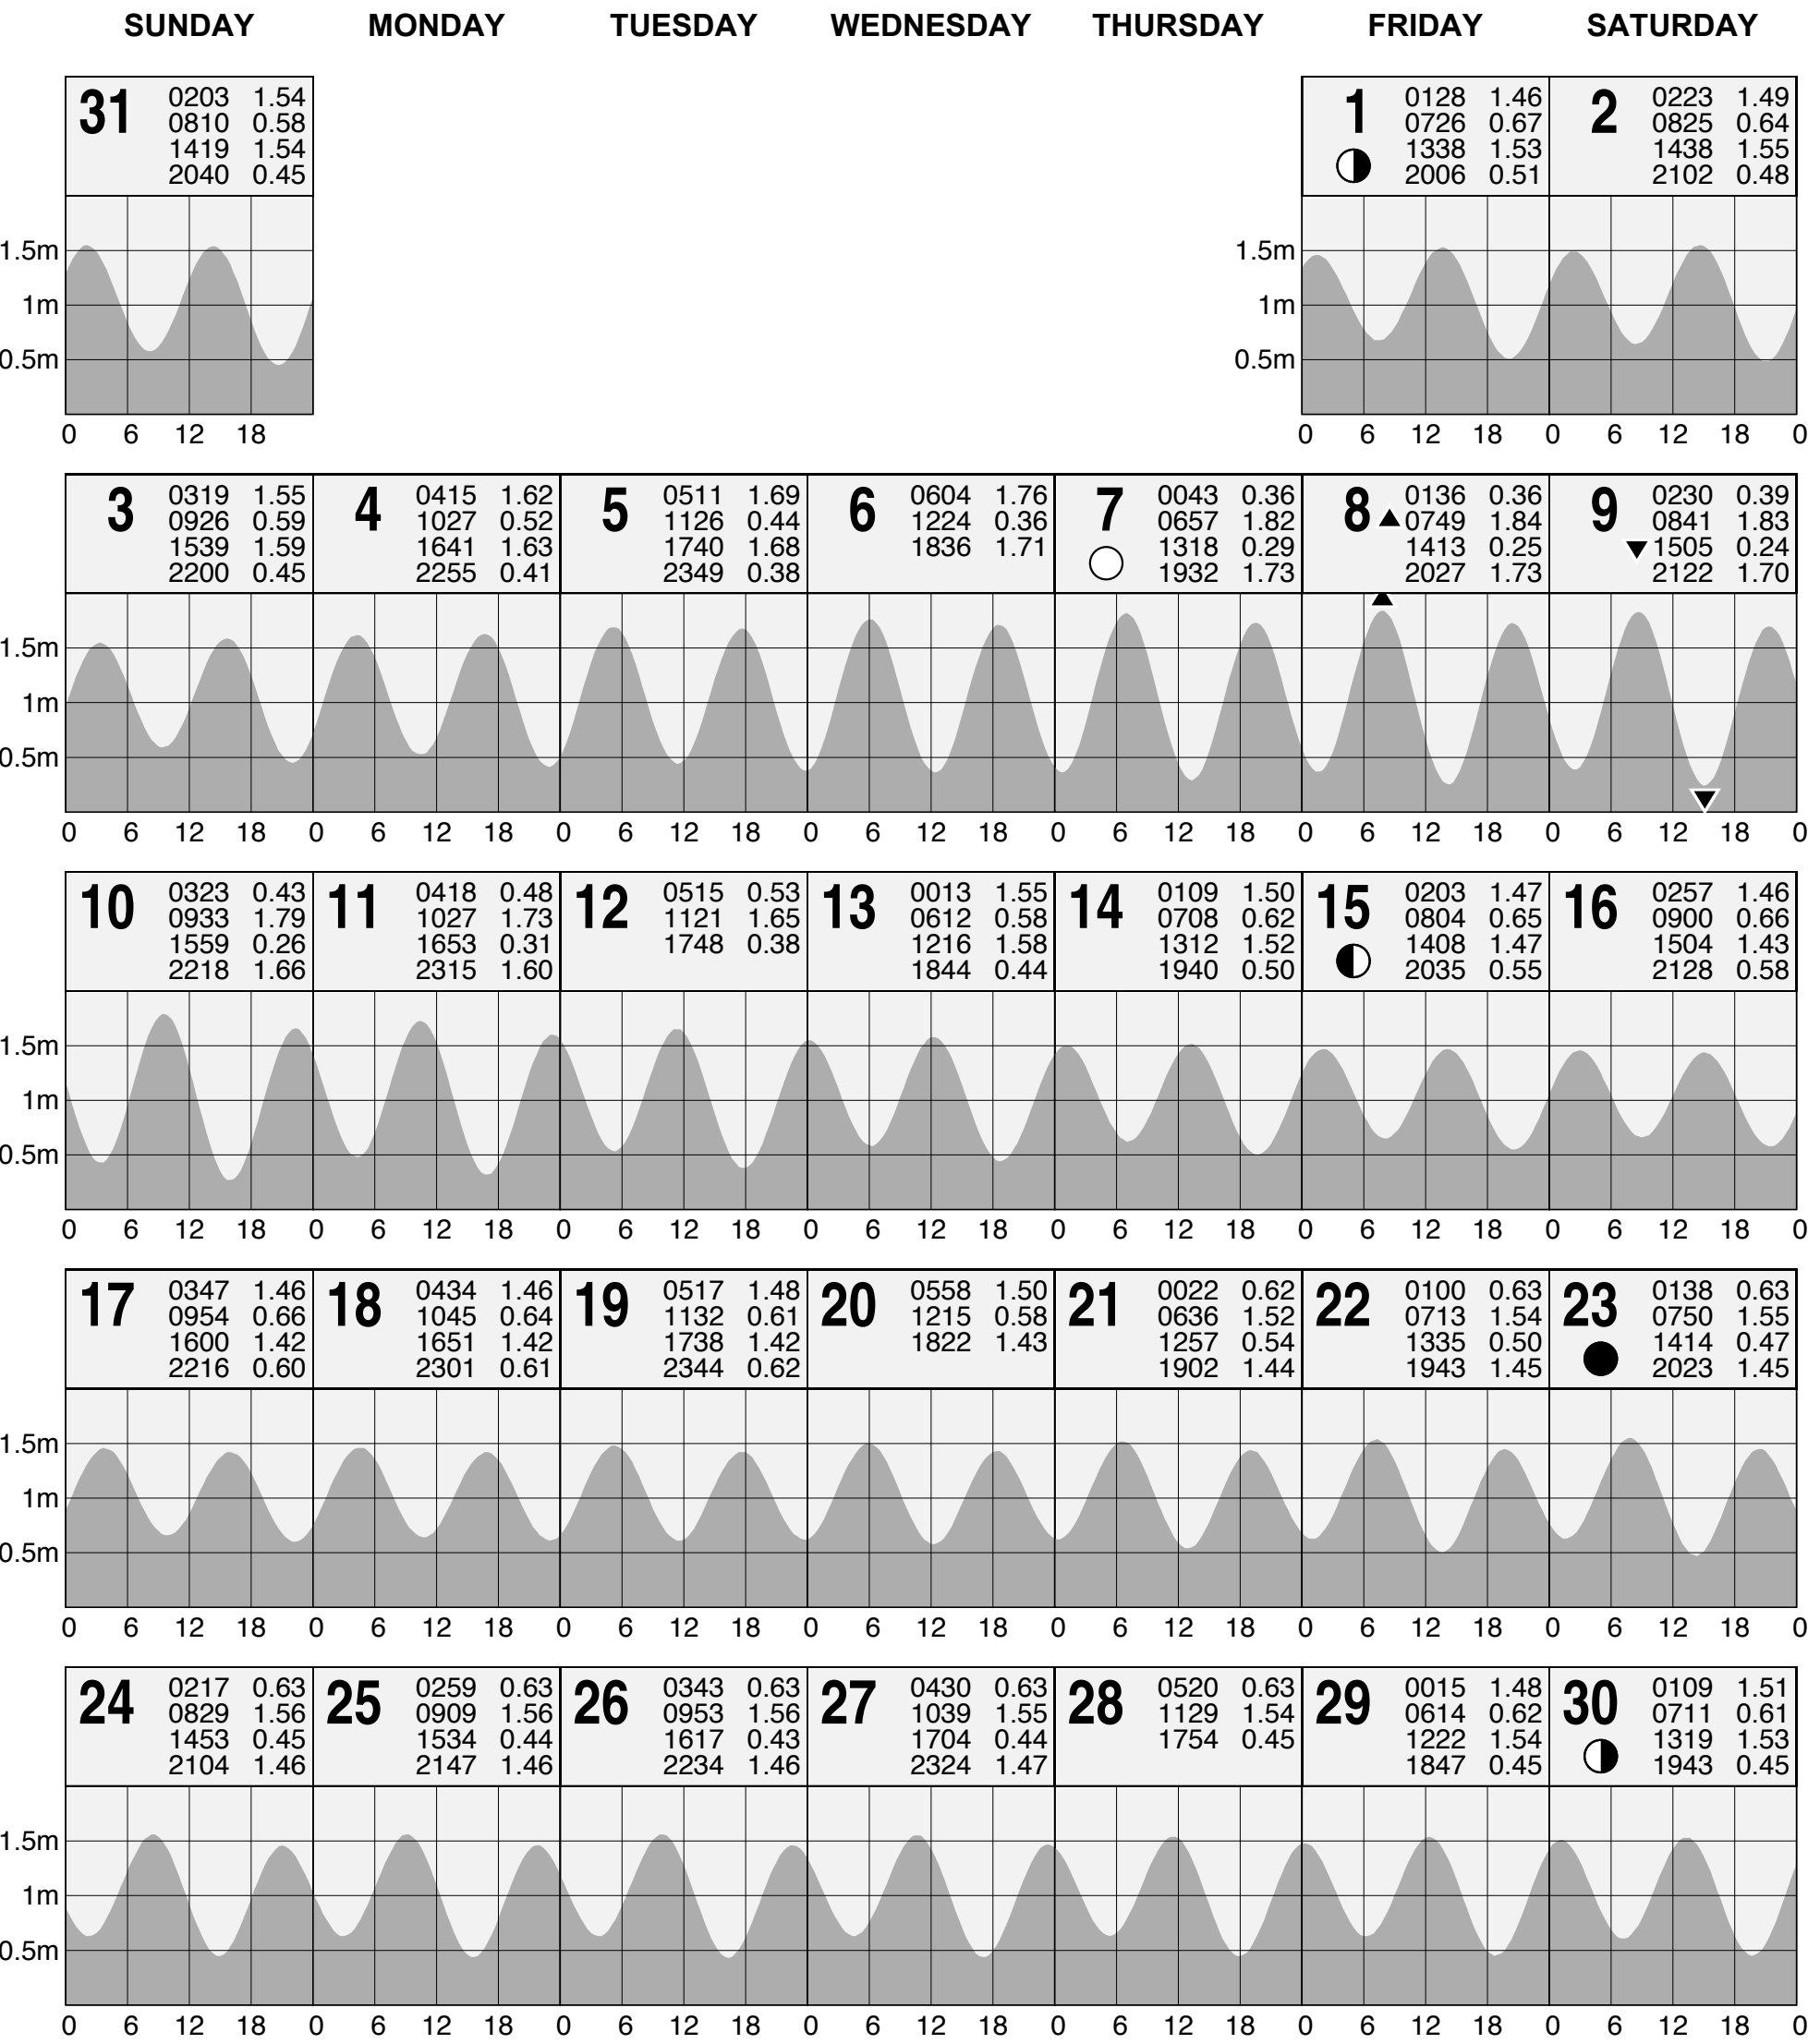 SUNDAY MONDAY TUESDAY WEDNESDAY THURSDAY FRIDAY SATURDAY
31 0203 1.54
0810 0.58
1419 1.54
2040 0.45
1 0128 1.46
0726 0.67
1338 1.53
2006 0.51
2 0223 1.49
0825 0.64
1438 1.55
2102 0.48
1.5m
1m
0.5m
1.5m
1m
0.5m
0 6 12 18 0 6 12 18 0 6 12 18 0
3 0319 1.55
0926 0.59
1539 1.59
2200 0.45
4 0415 1.62
1027 0.52
1641 1.63
2255 0.41
5 0511 1.69
1126 0.44
1740 1.68
2349 0.38
6 0604 1.76
1224 0.36
1836 1.71
7 0043 0.36
0657 1.82
1318 0.29
1932 1.73
8 0136 0.36
0749 1.84
1413 0.25
2027 1.73
9 0230 0.39
0841 1.83
1505 0.24
2122 1.70
1.5m
1m
0.5m
0 6 12 18 0 6 12 18 0 6 12 18 0 6 12 18 0 6 12 18 0 6 12 18 0 6 12 18 0
10 0323 0.43
0933 1.79
1559 0.26
2218 1.66
11 0418 0.48
1027 1.73
1653 0.31
2315 1.60
12 0515 0.53
1121 1.65
1748 0.38
13 0013 1.55
0612 0.58
1216 1.58
1844 0.44
14 0109 1.50
0708 0.62
1312 1.52
1940 0.50
15 0203 1.47
0804 0.65
1408 1.47
2035 0.55
16 0257 1.46
0900 0.66
1504 1.43
2128 0.58
1.5m
1m
0.5m
0 6 12 18 0 6 12 18 0 6 12 18 0 6 12 18 0 6 12 18 0 6 12 18 0 6 12 18 0
17 0347 1.46
0954 0.66
1600 1.42
2216 0.60
18 0434 1.46
1045 0.64
1651 1.42
2301 0.61
19 0517 1.48
1132 0.61
1738 1.42
2344 0.62
20 0558 1.50
1215 0.58
1822 1.43
21 0022 0.62
0636 1.52
1257 0.54
1902 1.44
22 0100 0.63
0713 1.54
1335 0.50
1943 1.45
23 0138 0.63
0750 1.55
1414 0.47
2023 1.45
1.5m
1m
0.5m
0 6 12 18 0 6 12 18 0 6 12 18 0 6 12 18 0 6 12 18 0 6 12 18 0 6 12 18 0
24 0217 0.63
0829 1.56
1453 0.45
2104 1.46
25 0259 0.63
0909 1.56
1534 0.44
2147 1.46
26 0343 0.63
0953 1.56
1617 0.43
2234 1.46
27 0430 0.63
1039 1.55
1704 0.44
2324 1.47
28 0520 0.63
1129 1.54
1754 0.45
29 0015 1.48
0614 0.62
1222 1.54
1847 0.45
30 0109 1.51
0711 0.61
1319 1.53
1943 0.45
1.5m
1m
0.5m
0 6 12 18 0 6 12 18 0 6 12 18 0 6 12 18 0 6 12 18 0 6 12 18 0 6 12 18 0